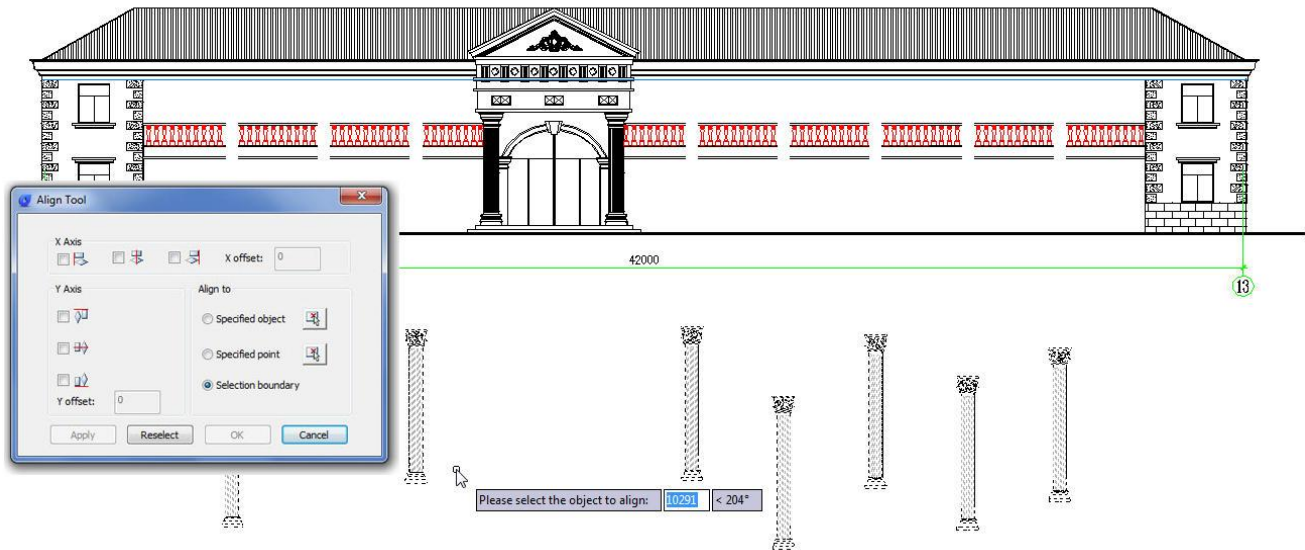 Align Tool
X Axis
X offset: 0
42000
13
Y Axis
Align to
Specified object
Specified point
Selection boundary
Y offset: 0
Apply Reselect OK Cancel
Please select the object to align: 10291 < 204°